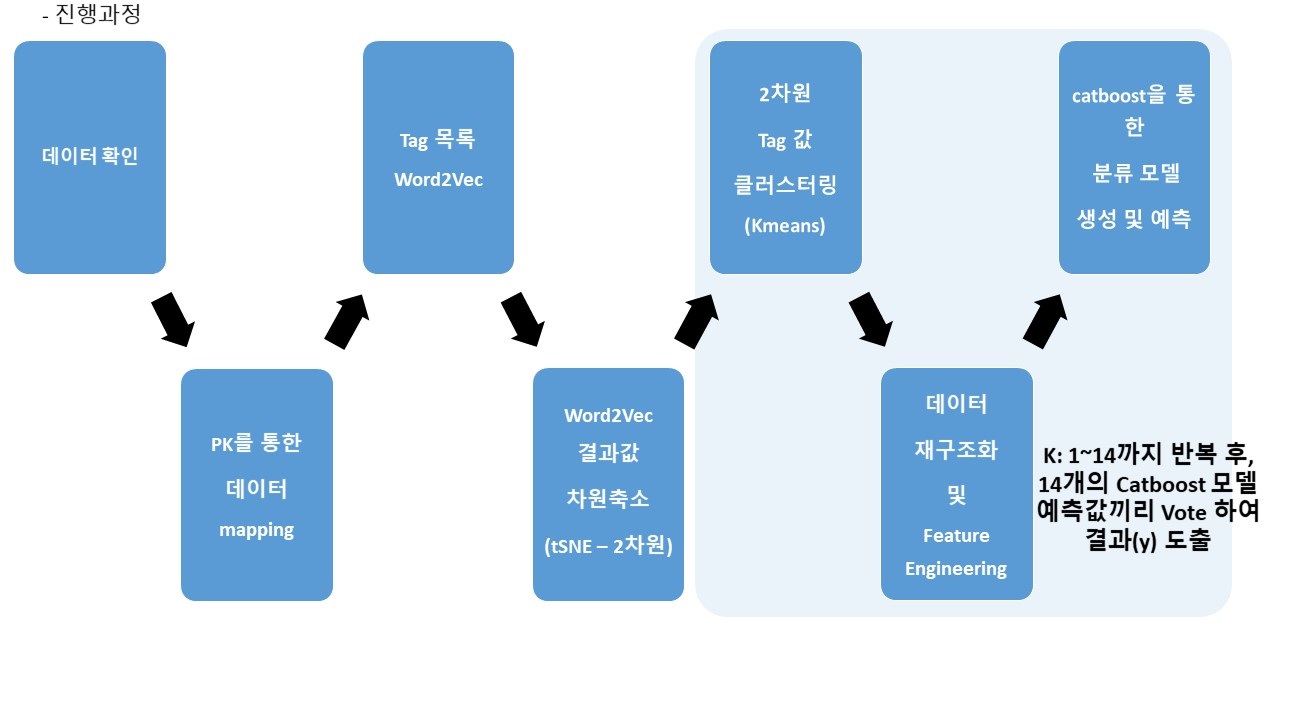 - 진행과정
데이터 확인
PK를 통한
데이터
mapping
Tag 목록
Word2Vec
Word2Vec
결과값
차원축소
(tSNE – 2차원)
2차원
Tag 값
클러스터링
(Kmeans)
데이터
재구조화
및
Feature
Engineering
catboost을 통
한
분류 모델
생성 및 예측
K: 1~14까지 반복 후,
14개의 Catboost 모델
예측값끼리 Vote 하여
결과(y) 도출